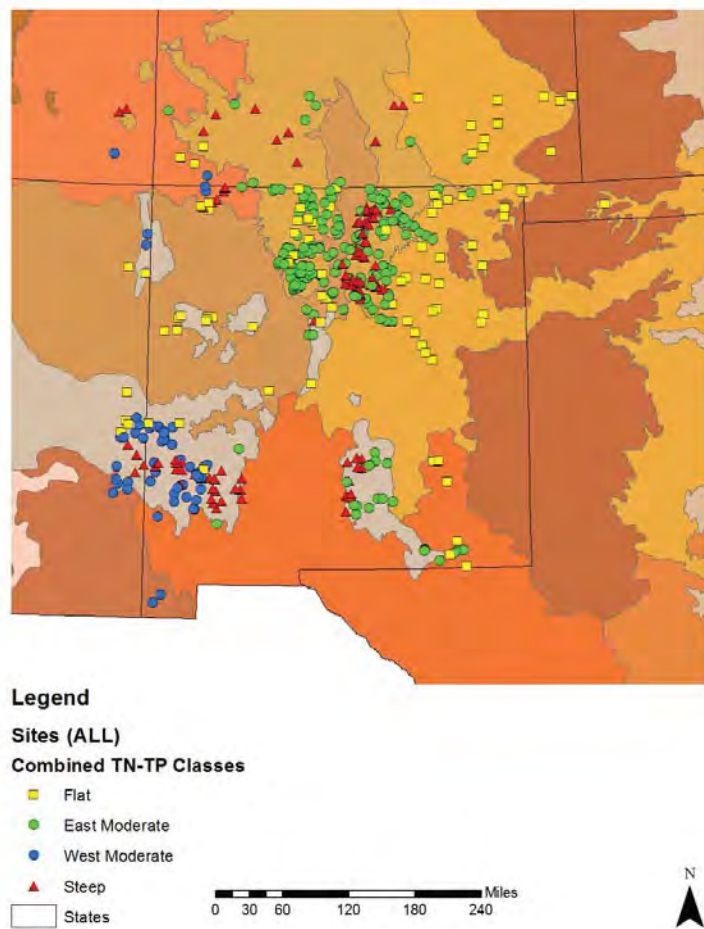 Legend
Sites (ALL)
Combined TN-TP Classes
Flat
East Moderate
West Moderate
Steep
States
Miles
0 30 60 120 180 240
N